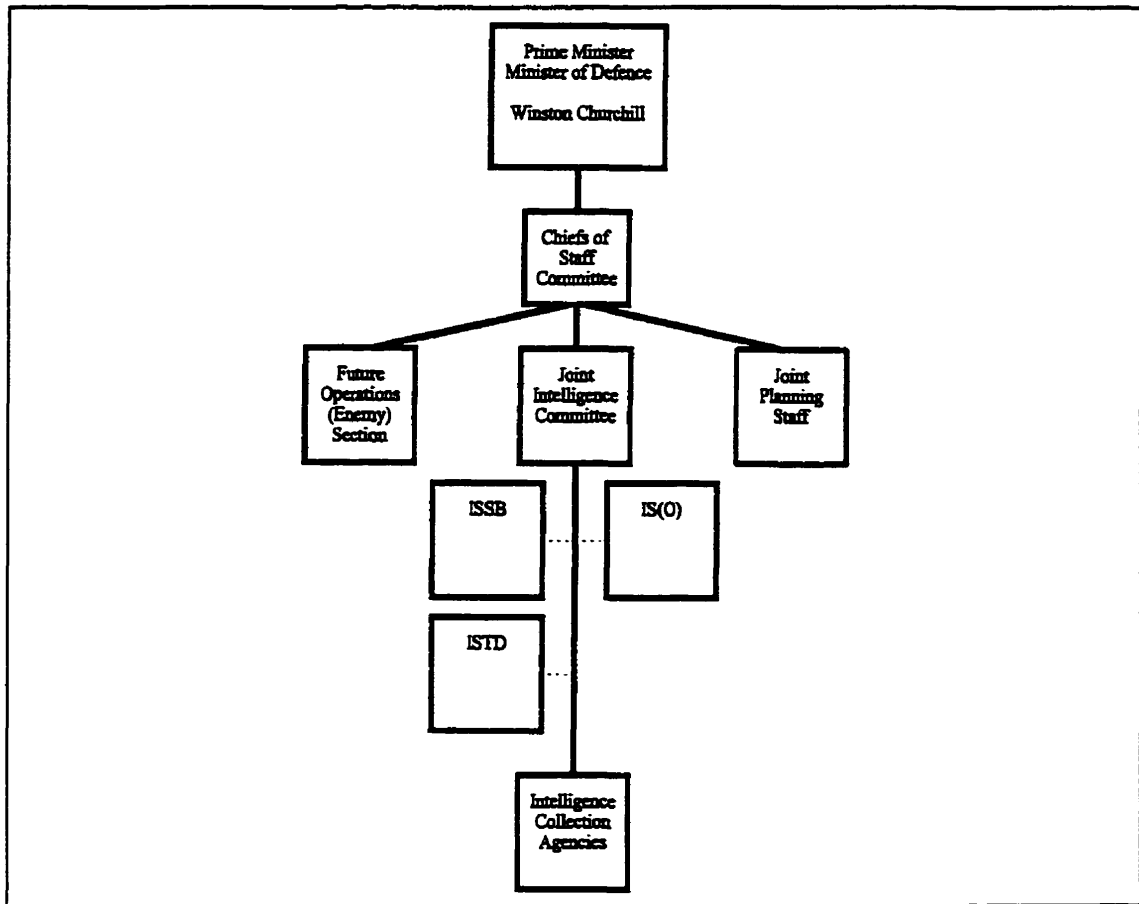 Prime Minister
Minister of Defence
Winston Churchill
Chiefs of
Staff
Committee
Future
Operations
(Enemy)
Section
Joint
Intelligence
Committee
Joint
Planning
Staff
ISSB
IS(O)
ISTD
Intelligence
Collection
Agencies